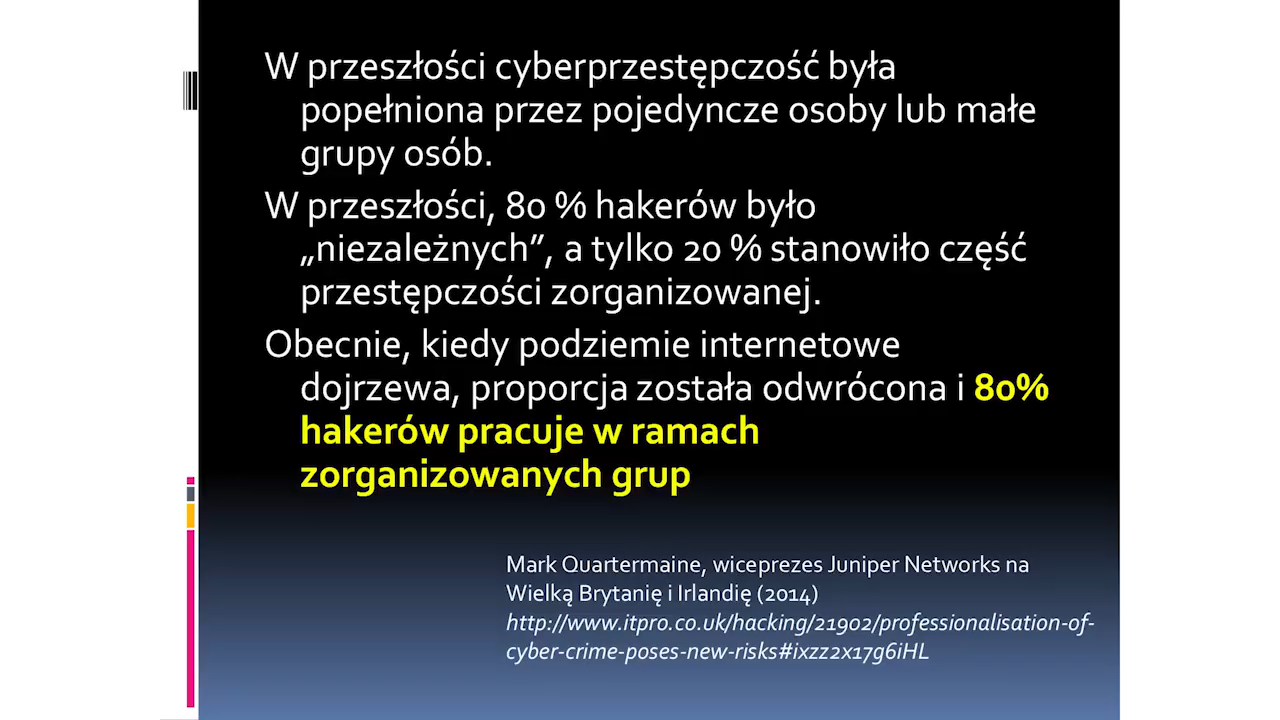 W przeszłości cyberprzestępczość była
popełniona przez pojedyncze osoby lub małe
grupy osób.
W przeszłości, 80 % hakerów było
„niezależnych”, a tylko 20 % stanowiło część
przestępczości zorganizowanej.
Obecnie, kiedy podziemie internetowe
dojrzewa, proporcja została odwrócona i 80%
hakerów pracuje w ramach
zorganizowanych grup
Mark Quartermaine, wiceprezes Juniper Networks na
Wielką Brytanię i Irlandię (2014)
http://www.itpro.co.uk/hacking/21902/professionalisation-of-
cyber-crime-poses-new-risks#ixzz2x17g6iHL